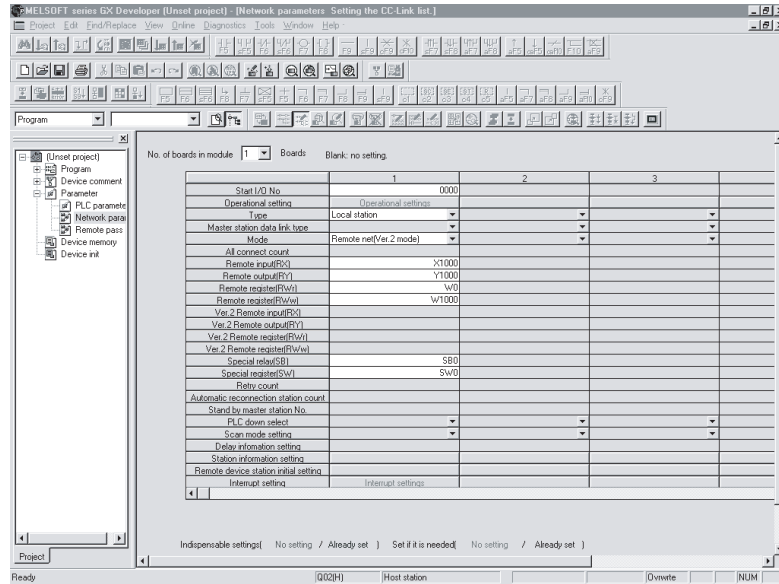 MELSOFT series GX Developer (Unset project) - [Network parameters Setting the CC-Link list.]
Project Edit Find/Replace View Online Diagnostics Tools Window Help
Program
No. of boards in module 1 Boards Blank: no setting.
(Unset project)
Program
Device comment
Parameter
PLC paramete
Network para
Remote pass
Device memory
Device init
Project
1 2 3
Start I/O No 0000
Operational setting Operational settings
Type Local station
Master station data link type
Mode Remote net(Ver.2 mode)
All connect count
Remote input(RX) X1000
Remote output(RY) Y1000
Remote register(RWr) W0
Remote register(RWw) W1000
Ver.2 Remote input(RX)
Ver.2 Remote output(RY)
Ver.2 Remote register(RWr)
Ver.2 Remote register(RWw)
Special relay(SB) SB0
Special register(SW) SW0
Retry count
Automatic reconnection station count
Stand by master station No.
PLC down select
Scan mode setting
Delay infomation setting
Station information setting
Remote device station initial setting
Interrupt setting Interrupt settings
Indispensable settings( No setting / Already set ) Set if it is needed( No setting / Already set )
Ready Q02(H) Host station Ovrwrte NUM